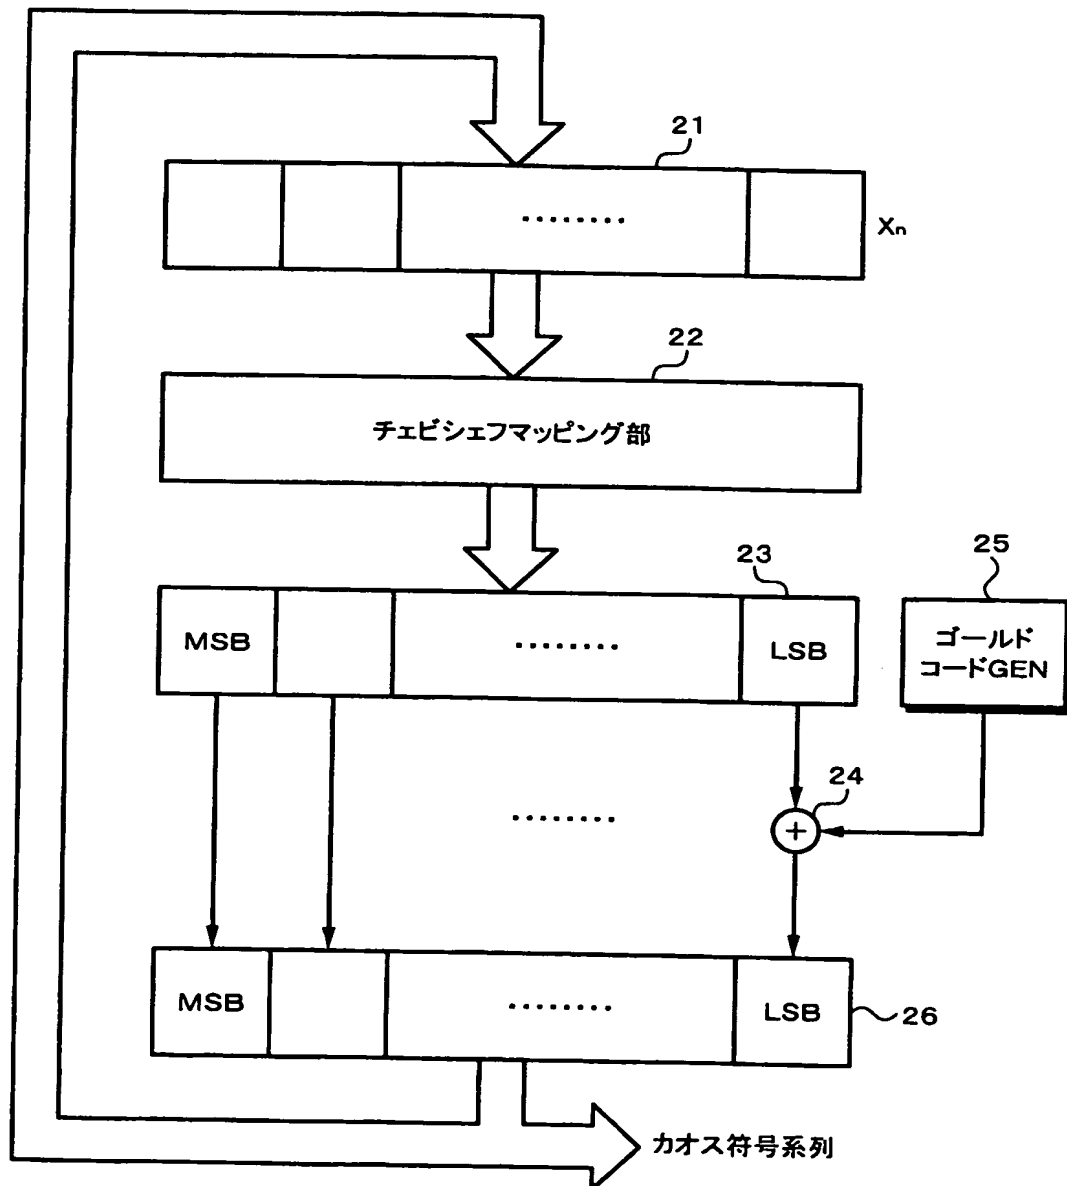 21
........
Xn
22
チェビシェフマッピング部
23
25
MSB
........
LSB
ゴールド
コードGEN
24
........
+
MSB
........
LSB
26
カオス符号系列